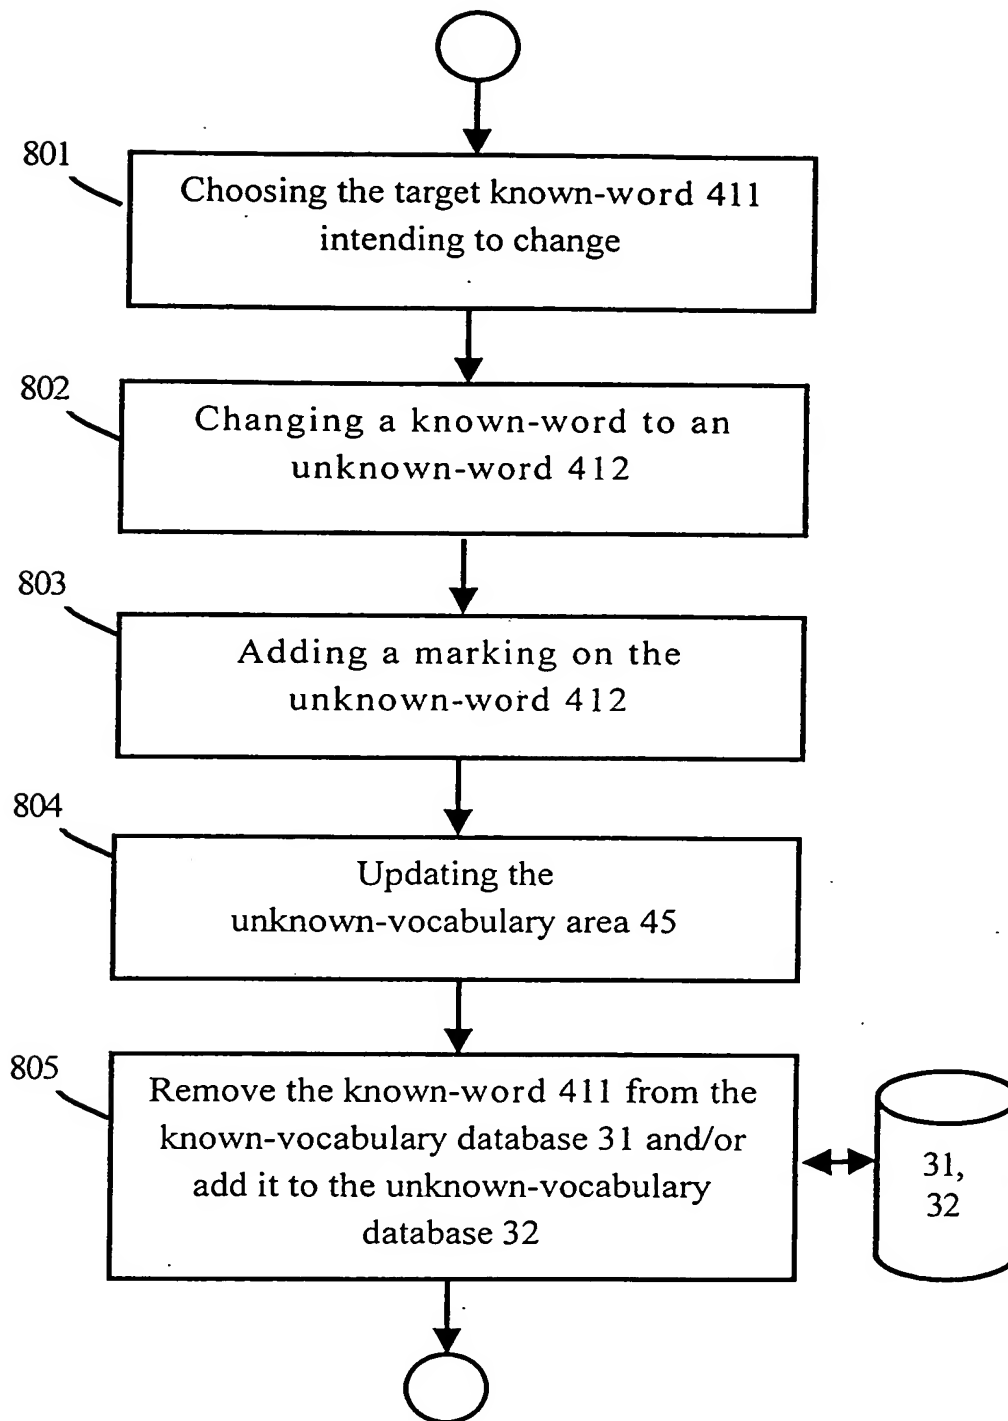 801
Choosing the target known-word 411
intending to change
802
Changing a known-word to an
unknown-word 412
803
Adding a marking on the
unknown-word 412
804
Updating the
unknown-vocabulary area 45
805
Remove the known-word 411 from the
known-vocabulary database 31 and/or
add it to the unknown-vocabulary
database 32
31,
32